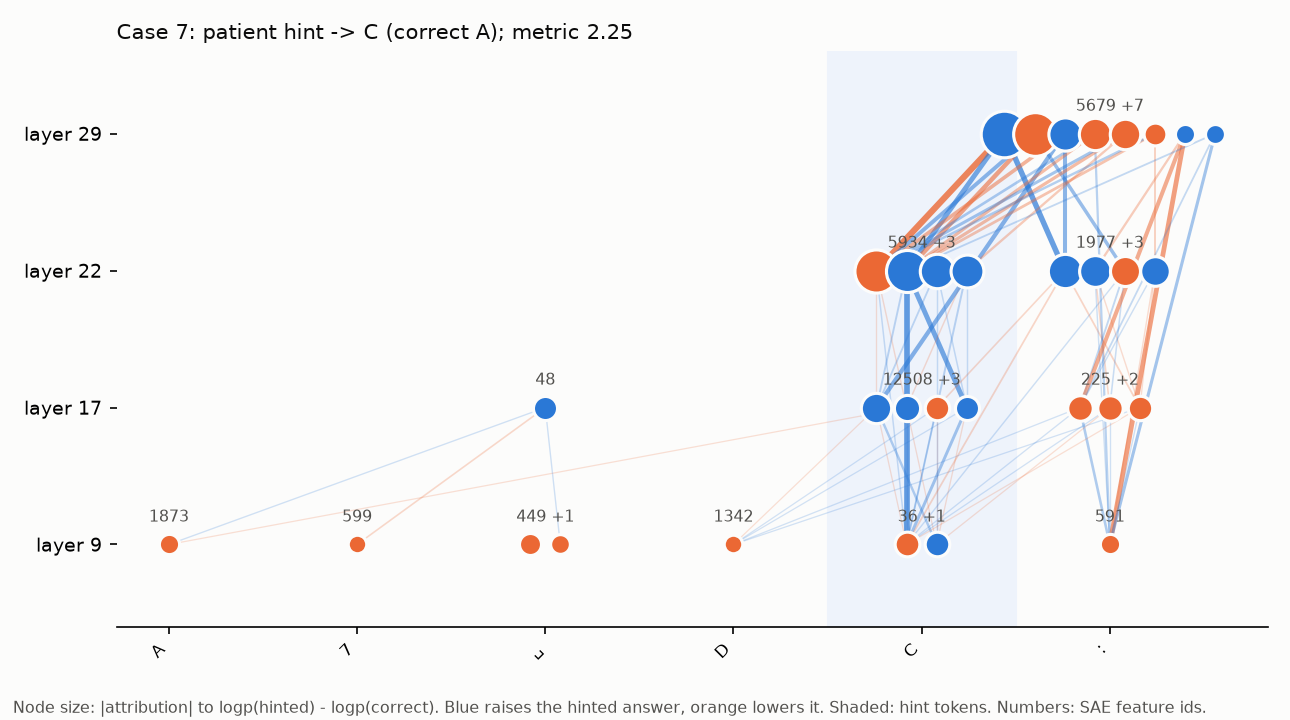 Case 7: patient hint -> C (correct A); metric 2.25
5679 +7
layer 29
5934 +3
1977 +3
layer 22
48
12508 +3
225 +2
layer 17
1873
599
449 +1
1342
36 +1
591
layer 9
A
7
↵
D
C
:
Node size: |attribution| to logp(hinted) - logp(correct). Blue raises the hinted answer, orange lowers it. Shaded: hint tokens. Numbers: SAE feature ids.